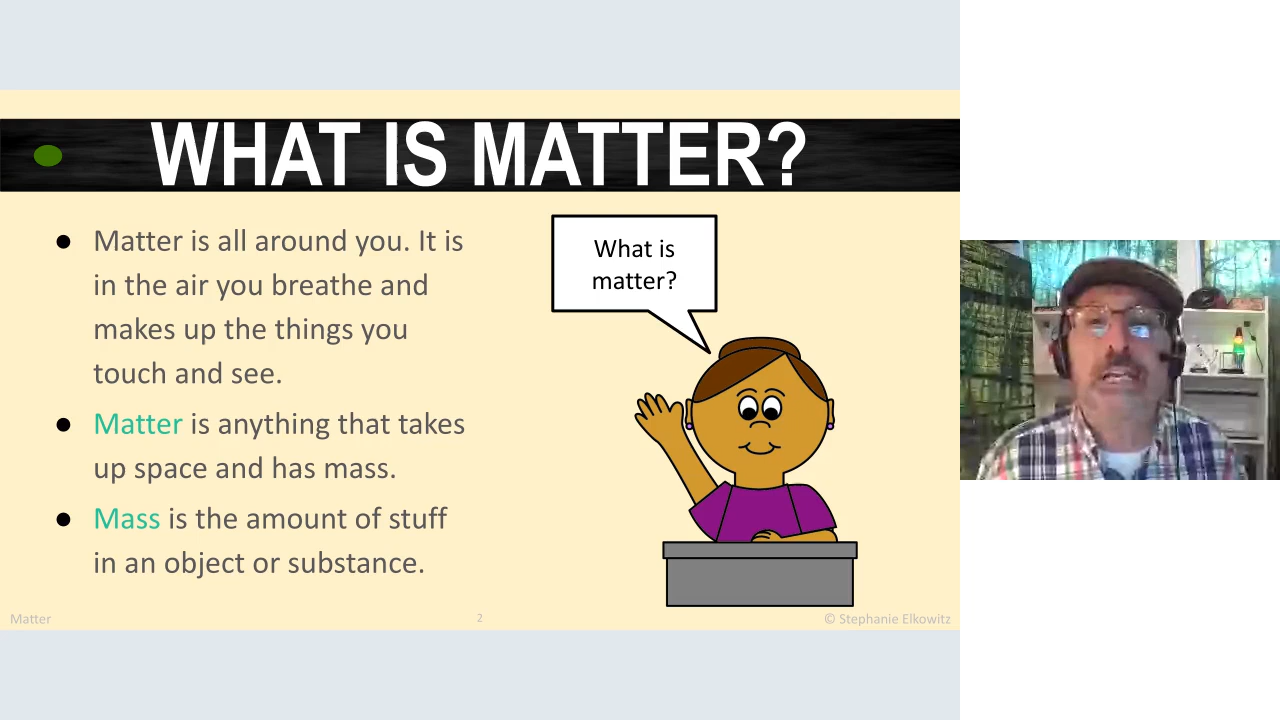 WHAT IS MATTER?
● Matter is all around you. It is
in the air you breathe and
makes up the things you
touch and see.
● Matter is anything that takes
up space and has mass.
● Mass is the amount of stuff
in an object or substance.
What is
matter?
Matter
2
© Stephanie Elkowitz